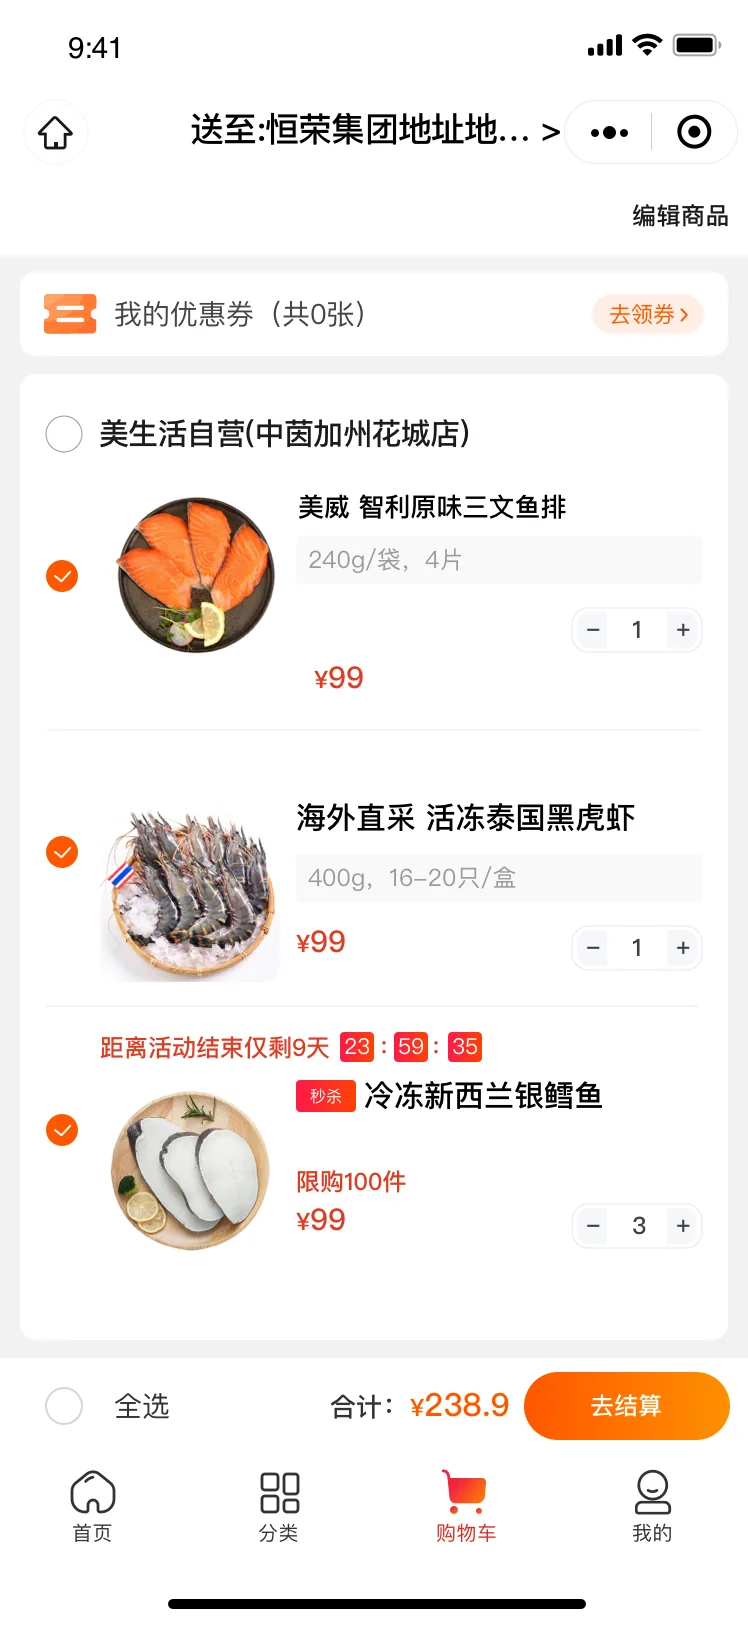 9:41
送至:恒荣集团地址地... >
编辑商品
我的优惠券（共0张） 去领券
美生活自营(中茵加州花城店)
美威 智利原味三文鱼排
240g/袋，4片
− 1 +
¥99
海外直采 活冻泰国黑虎虾
400g，16-20只/盒
¥99 − 1 +
距离活动结束仅剩9天 23 : 59 : 35
秒杀 冷冻新西兰银鳕鱼
限购100件
¥99 − 3 +
全选 合计：¥238.9 去结算
首页 分类 购物车 我的